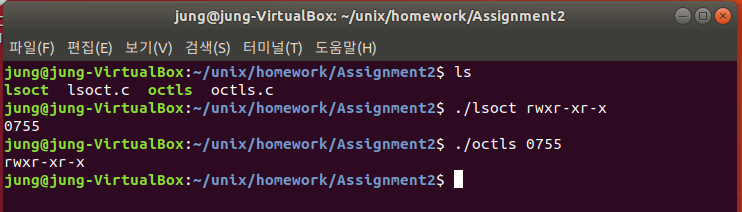 jung@jung-VirtualBox: ~/unix/homework/Assignment2
파일(F) 편집(E) 보기(V) 검색(S) 터미널(T) 도움말(H)
jung@jung-VirtualBox:~/unix/homework/Assignment2$ ls
lsoct lsoct.c octls octls.c
jung@jung-VirtualBox:~/unix/homework/Assignment2$ ./lsoct rwxr-xr-x
0755
jung@jung-VirtualBox:~/unix/homework/Assignment2$ ./octls 0755
rwxr-xr-x
jung@jung-VirtualBox:~/unix/homework/Assignment2$